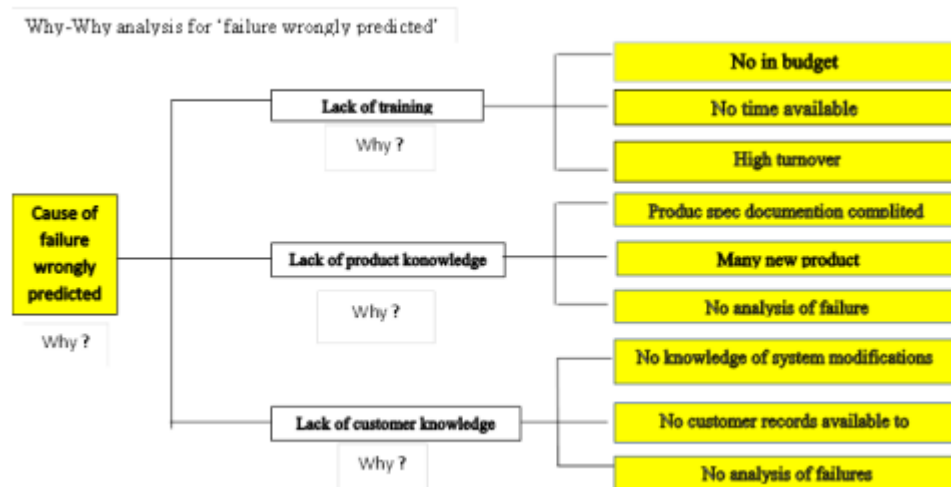 Why-Why analysis for 'failure wrongly predicted'
No in budget
Lack of training
No time available
Why ?
High turnover
Cause of
failure
wrongly
predicted
Why ?
Produc spec documention complited
Lack of product konowledge
Many new product
Why ?
No analysis of failure
No knowledge of system modifications
Lack of customer knowledge
No customer records available to
Why ?
No analysis of failures